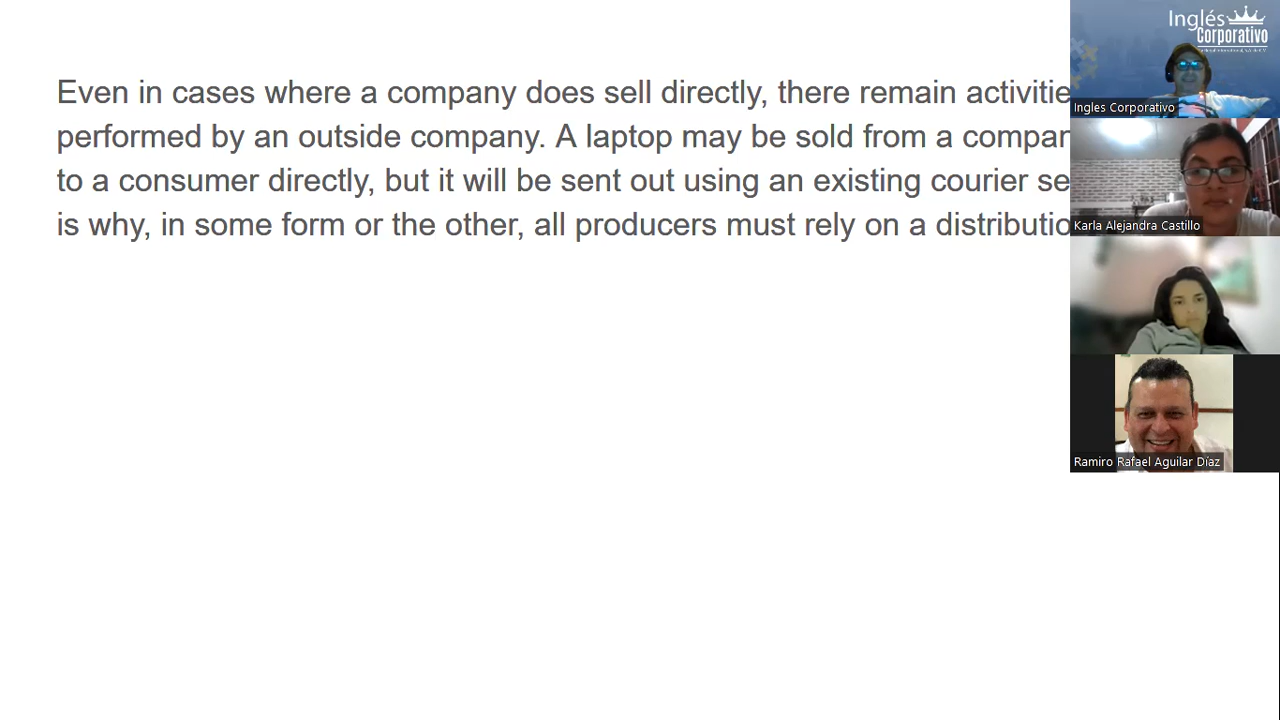 Even in cases where a company does sell directly, there remain activitie
performed by an outside company. A laptop may be sold from a compan
to a consumer directly, but it will be sent out using an existing courier se
is why, in some form or the other, all producers must rely on a distributio
Inglés
Corporativo
Ingles Corporativo
Karla Alejandra Castillo
Ramiro Rafael Aguilar Díaz